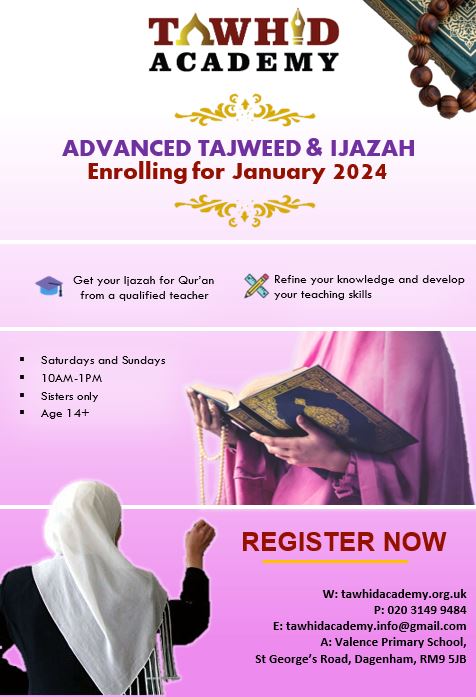 TAWHID
ACADEMY
ADVANCED TAJWEED & IJAZAH
Enrolling for January 2024
Get your Ijazah for Qur’an
from a qualified teacher
Refine your knowledge and develop
your teaching skills
▪ Saturdays and Sundays
▪ 10AM-1PM
▪ Sisters only
▪ Age 14+
REGISTER NOW
W: tawhidacademy.org.uk
P: 020 3149 9484
E: tawhidacademy.info@gmail.com
A: Valence Primary School,
St George’s Road, Dagenham, RM9 5JB